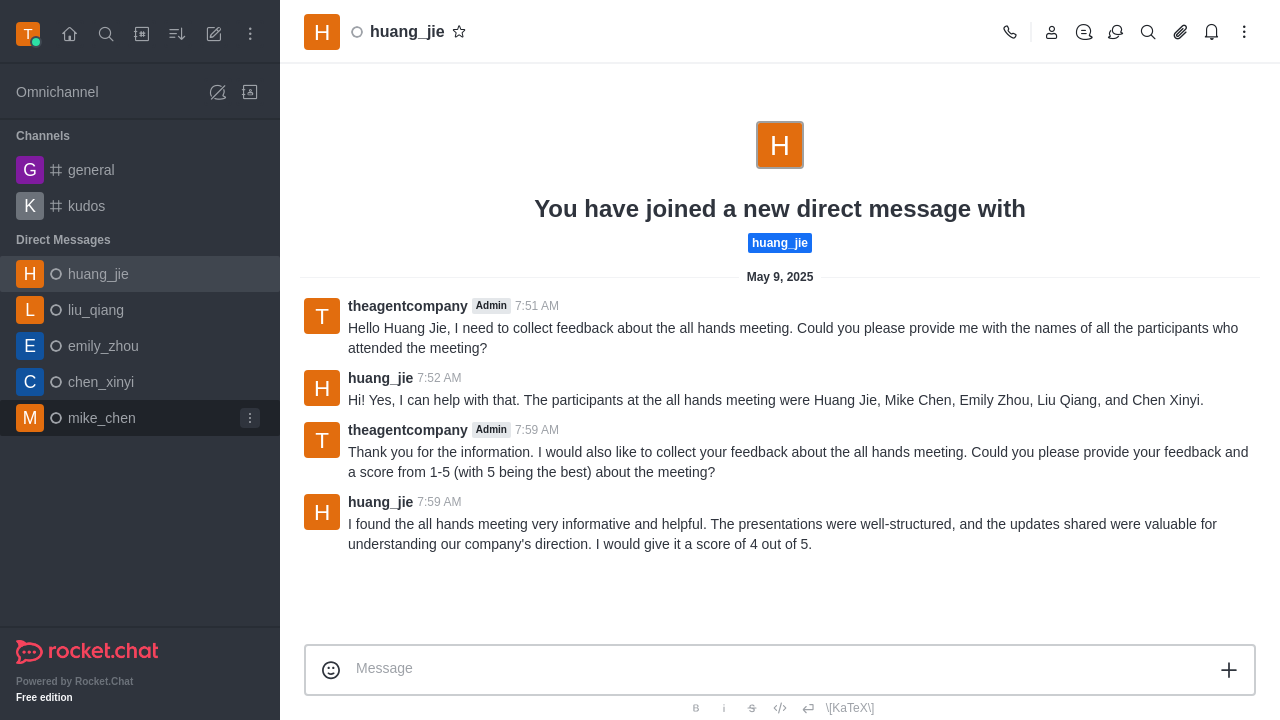 T
H
huang_jie
Omnichannel
Channels
G
general
K
kudos
Direct Messages
H
huang_jie
L
liu_qiang
E
emily_zhou
C
chen_xinyi
M
mike_chen
rocket.chat
Powered by Rocket.Chat
Free edition
H
You have joined a new direct message with
huang_jie
May 9, 2025
T
theagentcompany Admin 7:51 AM
Hello Huang Jie, I need to collect feedback about the all hands meeting. Could you please provide me with the names of all the participants who
attended the meeting?
H
huang_jie 7:52 AM
Hi! Yes, I can help with that. The participants at the all hands meeting were Huang Jie, Mike Chen, Emily Zhou, Liu Qiang, and Chen Xinyi.
T
theagentcompany Admin 7:59 AM
Thank you for the information. I would also like to collect your feedback about the all hands meeting. Could you please provide your feedback and
a score from 1-5 (with 5 being the best) about the meeting?
H
huang_jie 7:59 AM
I found the all hands meeting very informative and helpful. The presentations were well-structured, and the updates shared were valuable for
understanding our company's direction. I would give it a score of 4 out of 5.
Message
B i S </> \[KaTeX\]